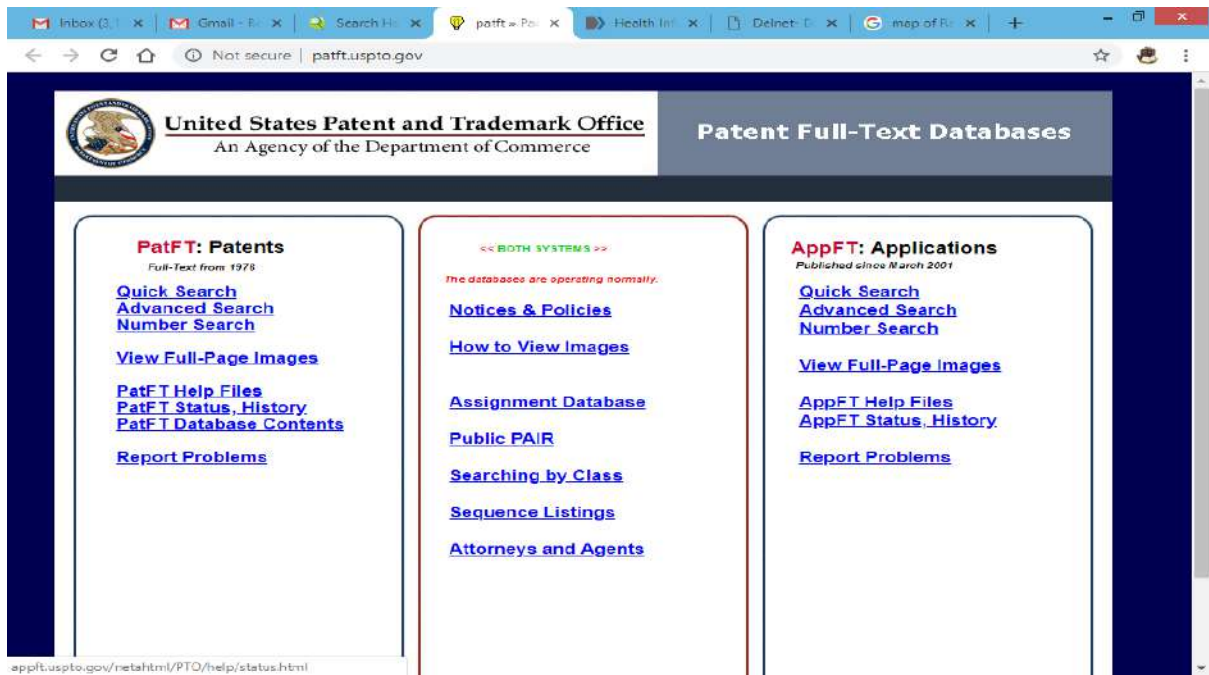 Inbox (3,1
Gmail - R
Search H
patft » Pa
Health Inf
Delnet- D
map of R
Not secure | patft.uspto.gov
United States Patent and Trademark Office
An Agency of the Department of Commerce
Patent Full-Text Databases
PatFT: Patents
Full-Text from 1976
Quick Search
Advanced Search
Number Search
View Full-Page Images
PatFT Help Files
PatFT Status, History
PatFT Database Contents
Report Problems
<< BOTH SYSTEMS >>
The databases are operating normally.
Notices & Policies
How to View Images
Assignment Database
Public PAIR
Searching by Class
Sequence Listings
Attorneys and Agents
AppFT: Applications
Published since March 2001
Quick Search
Advanced Search
Number Search
View Full-Page Images
AppFT Help Files
AppFT Status, History
Report Problems
appft.uspto.gov/netahtml/PTO/help/status.html